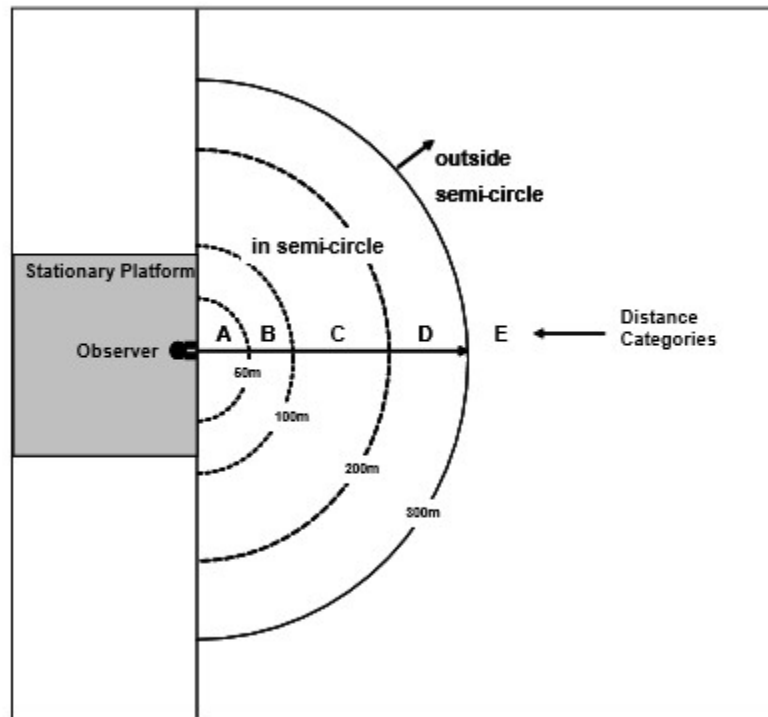 outside
semi-circle
in semi-circle
Stationary Platform
Observer
A B C D E
Distance
Categories
50m
100m
200m
300m